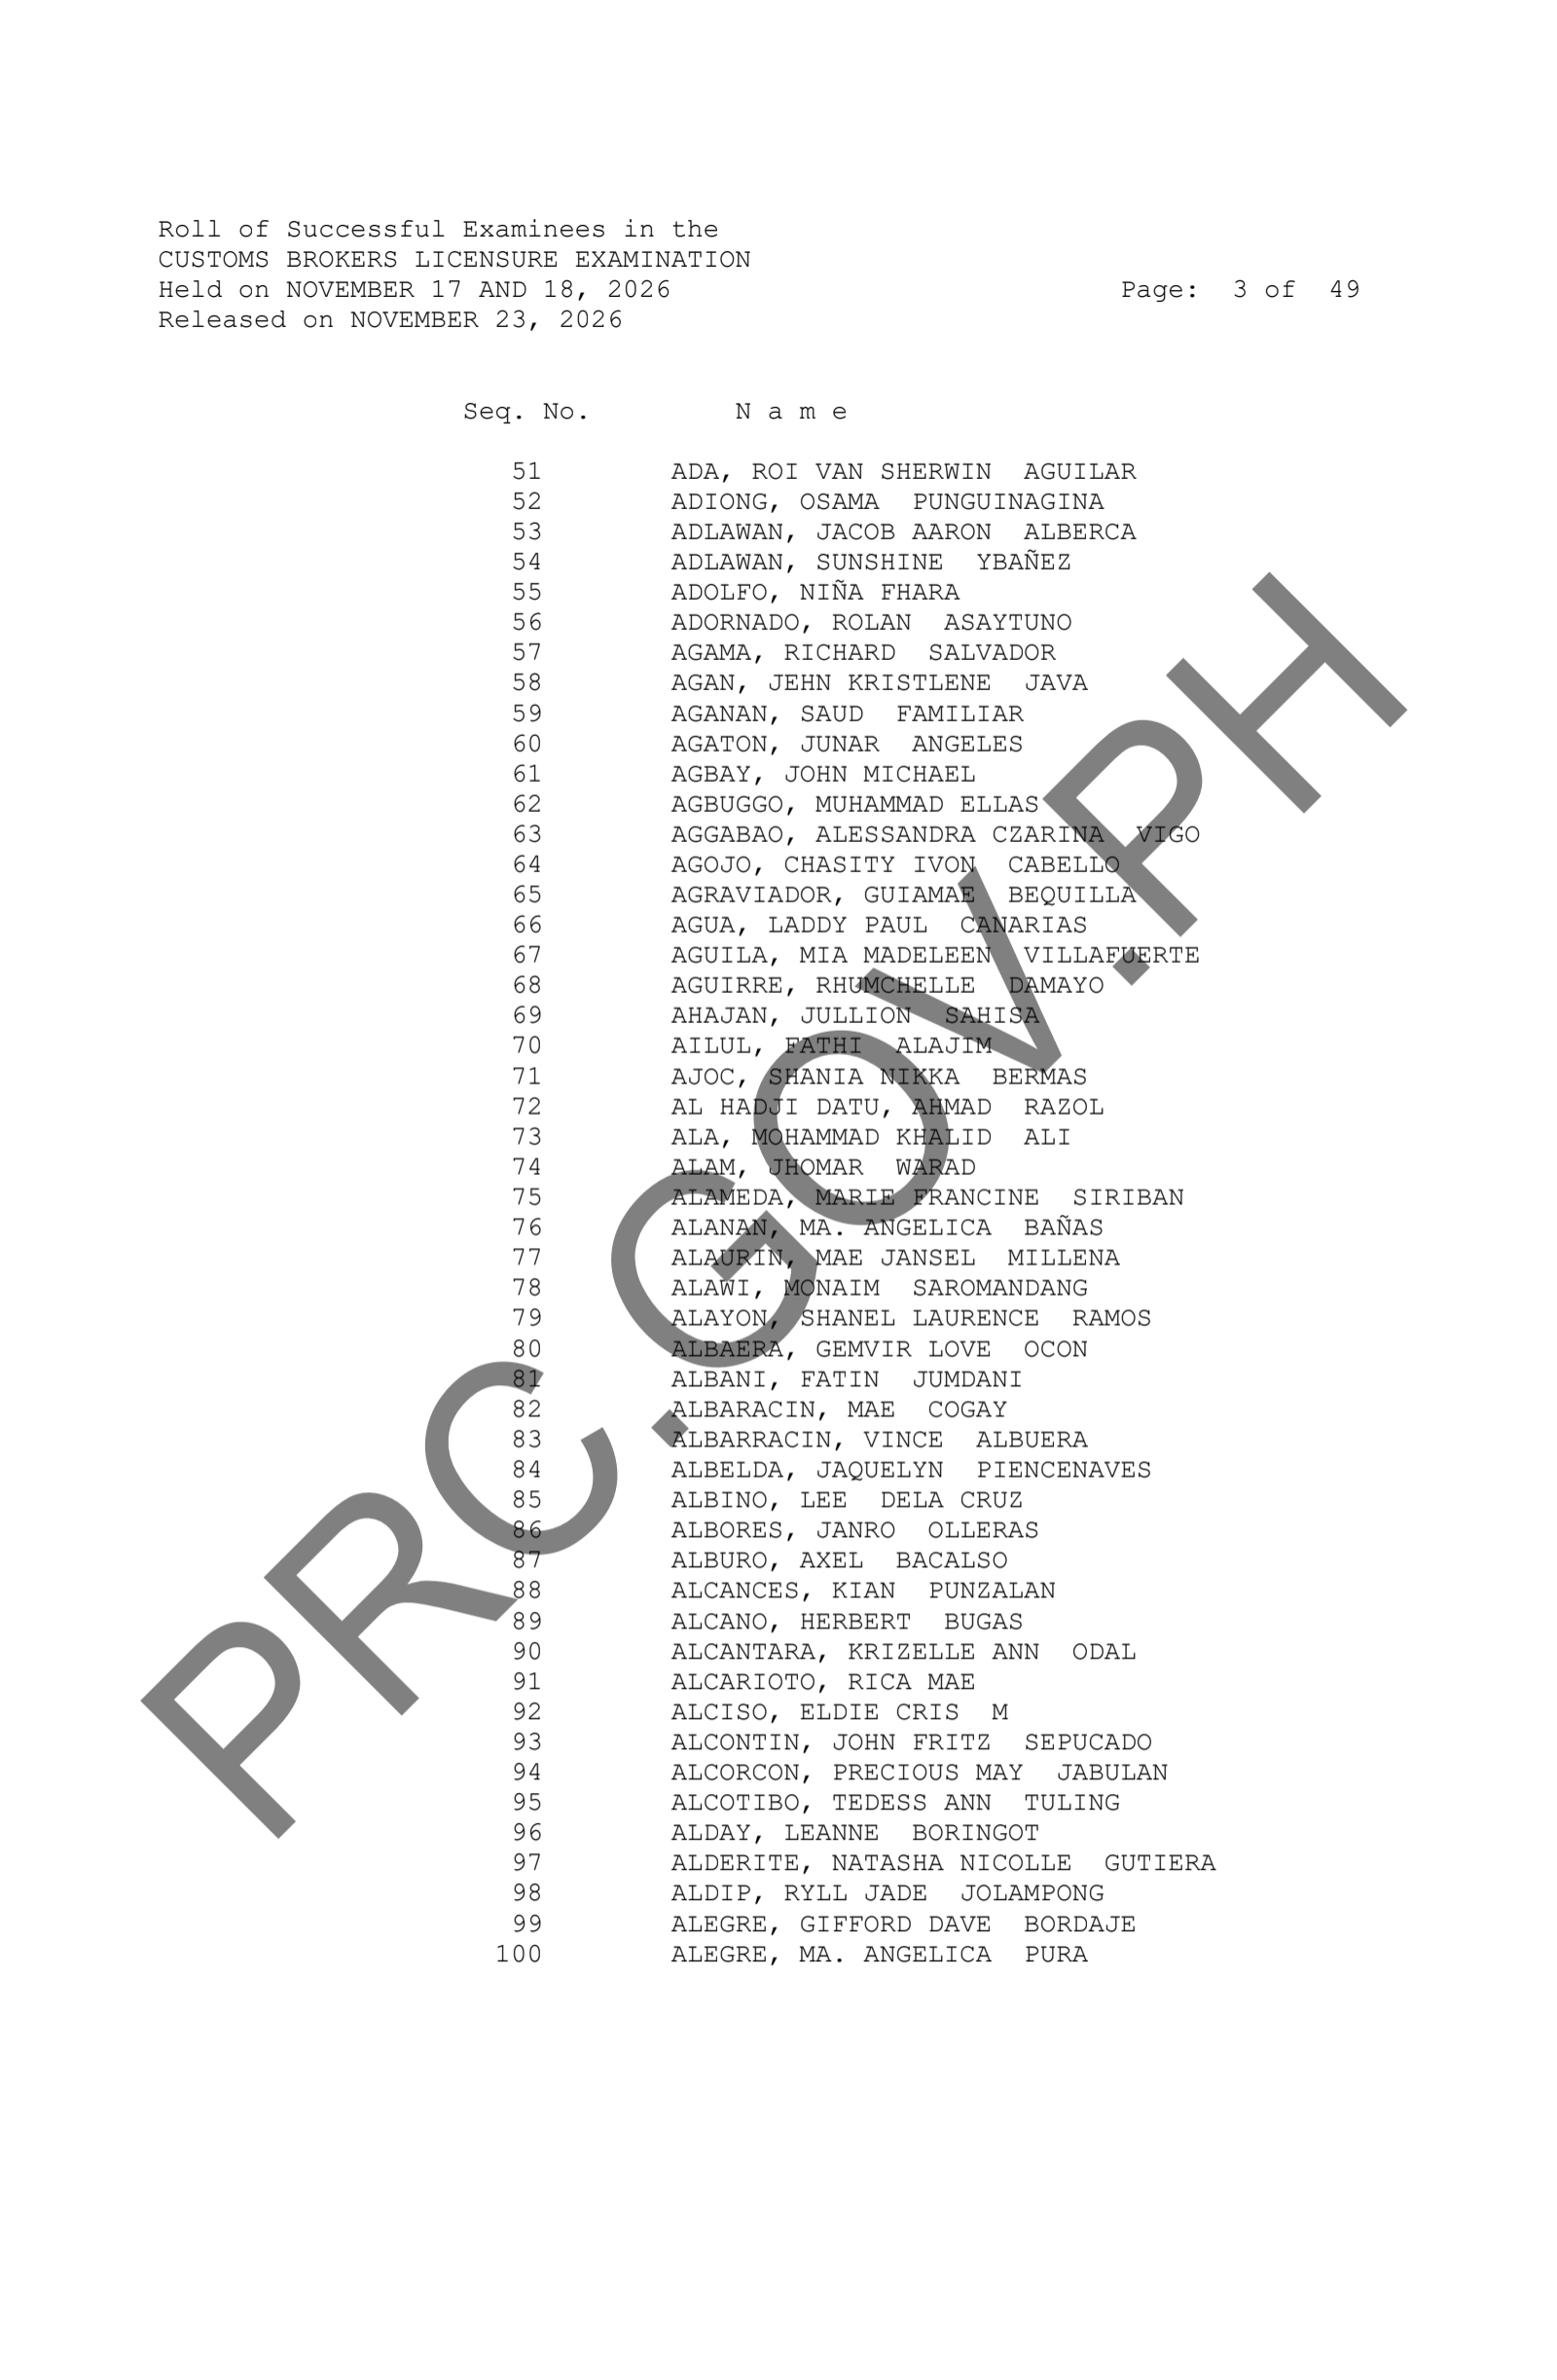 Roll of Successful Examinees in the
CUSTOMS BROKERS LICENSURE EXAMINATION
Held on NOVEMBER 17 AND 18, 2026 Page: 3 of 49
Released on NOVEMBER 23, 2026
Seq. No. N a m e
51 ADA, ROI VAN SHERWIN AGUILAR
52 ADIONG, OSAMA PUNGUINAGINA
53 ADLAWAN, JACOB AARON ALBERCA
54 ADLAWAN, SUNSHINE YBAÑEZ
55 ADOLFO, NIÑA FHARA
56 ADORNADO, ROLAN ASAYTUNO
57 AGAMA, RICHARD SALVADOR
58 AGAN, JEHN KRISTLENE JAVA
59 AGANAN, SAUD FAMILIAR
60 AGATON, JUNAR ANGELES
61 AGBAY, JOHN MICHAEL
62 AGBUGGO, MUHAMMAD ELLAS
63 AGGABAO, ALESSANDRA CZARINA VIGO
64 AGOJO, CHASITY IVON CABELLO
65 AGRAVIADOR, GUIAMAE BEQUILLA
66 AGUA, LADDY PAUL CANARIAS
67 AGUILA, MIA MADELEEN VILLAFUERTE
68 AGUIRRE, RHUMCHELLE DAMAYO
69 AHAJAN, JULLION SAHISA
70 AILUL, FATHI ALAJIM
71 AJOC, SHANIA NIKKA BERMAS
72 AL HADJI DATU, AHMAD RAZOL
73 ALA, MOHAMMAD KHALID ALI
74 ALAM, JHOMAR WARAD
75 ALAMEDA, MARIE FRANCINE SIRIBAN
76 ALANAN, MA. ANGELICA BAÑAS
77 ALAURIN, MAE JANSEL MILLENA
78 ALAWI, MONAIM SAROMANDANG
79 ALAYON, SHANEL LAURENCE RAMOS
80 ALBAERA, GEMVIR LOVE OCON
81 ALBANI, FATIN JUMDANI
82 ALBARACIN, MAE COGAY
83 ALBARRACIN, VINCE ALBUERA
84 ALBELDA, JAQUELYN PIENCENAVES
85 ALBINO, LEE DELA CRUZ
86 ALBORES, JANRO OLLERAS
87 ALBURO, AXEL BACALSO
88 ALCANCES, KIAN PUNZALAN
89 ALCANO, HERBERT BUGAS
90 ALCANTARA, KRIZELLE ANN ODAL
91 ALCARIOTO, RICA MAE
92 ALCISO, ELDIE CRIS M
93 ALCONTIN, JOHN FRITZ SEPUCADO
94 ALCORCON, PRECIOUS MAY JABULAN
95 ALCOTIBO, TEDESS ANN TULING
96 ALDAY, LEANNE BORINGOT
97 ALDERITE, NATASHA NICOLLE GUTIERA
98 ALDIP, RYLL JADE JOLAMPONG
99 ALEGRE, GIFFORD DAVE BORDAJE
100 ALEGRE, MA. ANGELICA PURA
PRC.GOV.PH